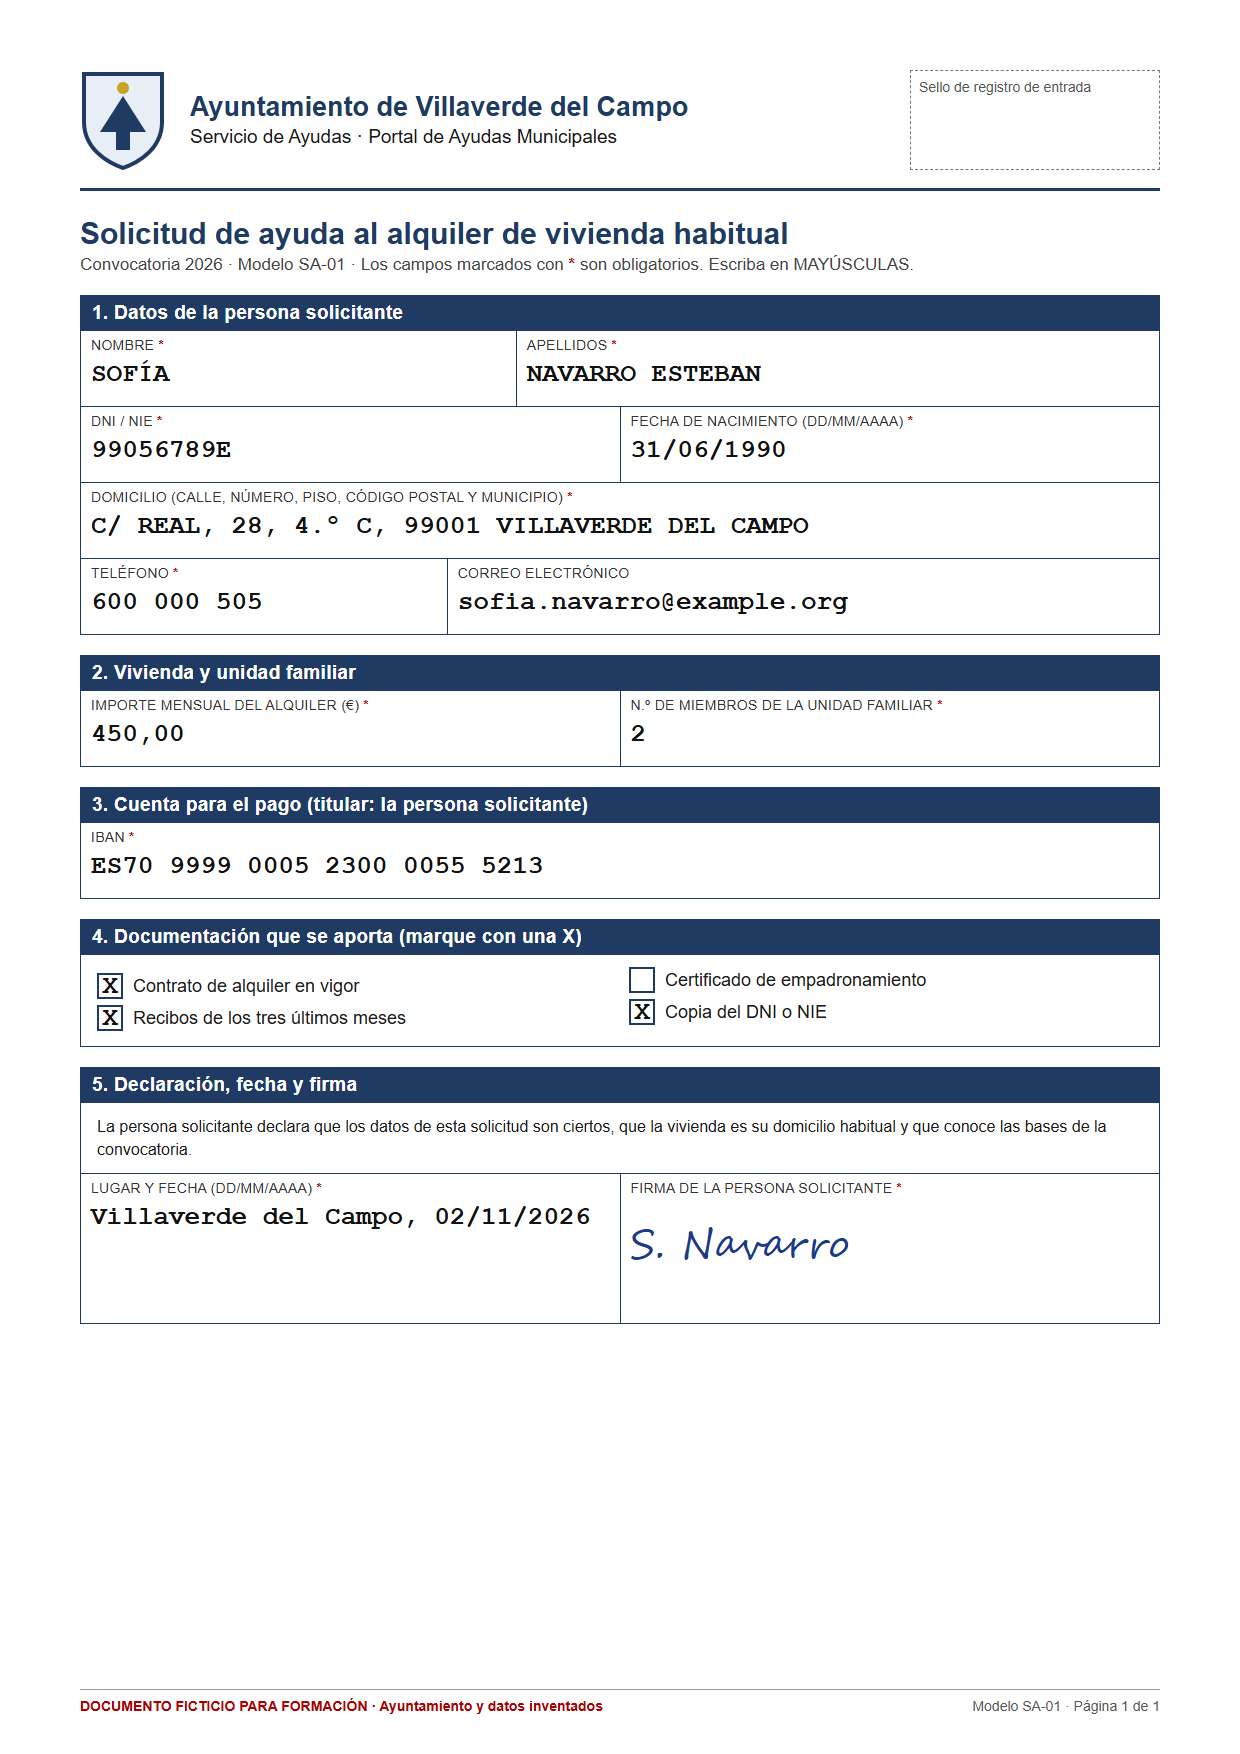 Ayuntamiento de Villaverde del Campo
Servicio de Ayudas · Portal de Ayudas Municipales
Sello de registro de entrada
Solicitud de ayuda al alquiler de vivienda habitual
Convocatoria 2026 · Modelo SA-01 · Los campos marcados con * son obligatorios. Escriba en MAYÚSCULAS.
1. Datos de la persona solicitante
NOMBRE *
SOFÍA
APELLIDOS *
NAVARRO ESTEBAN
DNI / NIE *
99056789E
FECHA DE NACIMIENTO (DD/MM/AAAA) *
31/06/1990
DOMICILIO (CALLE, NÚMERO, PISO, CÓDIGO POSTAL Y MUNICIPIO) *
C/ REAL, 28, 4.º C, 99001 VILLAVERDE DEL CAMPO
TELÉFONO *
600 000 505
CORREO ELECTRÓNICO
sofia.navarro@example.org
2. Vivienda y unidad familiar
IMPORTE MENSUAL DEL ALQUILER (€) *
450,00
N.º DE MIEMBROS DE LA UNIDAD FAMILIAR *
2
3. Cuenta para el pago (titular: la persona solicitante)
IBAN *
ES70 9999 0005 2300 0055 5213
4. Documentación que se aporta (marque con una X)
X Contrato de alquiler en vigor
X Recibos de los tres últimos meses
Certificado de empadronamiento
X Copia del DNI o NIE
5. Declaración, fecha y firma
La persona solicitante declara que los datos de esta solicitud son ciertos, que la vivienda es su domicilio habitual y que conoce las bases de la
convocatoria.
LUGAR Y FECHA (DD/MM/AAAA) *
Villaverde del Campo, 02/11/2026
FIRMA DE LA PERSONA SOLICITANTE *
S. Navarro
DOCUMENTO FICTICIO PARA FORMACIÓN · Ayuntamiento y datos inventados
Modelo SA-01 · Página 1 de 1